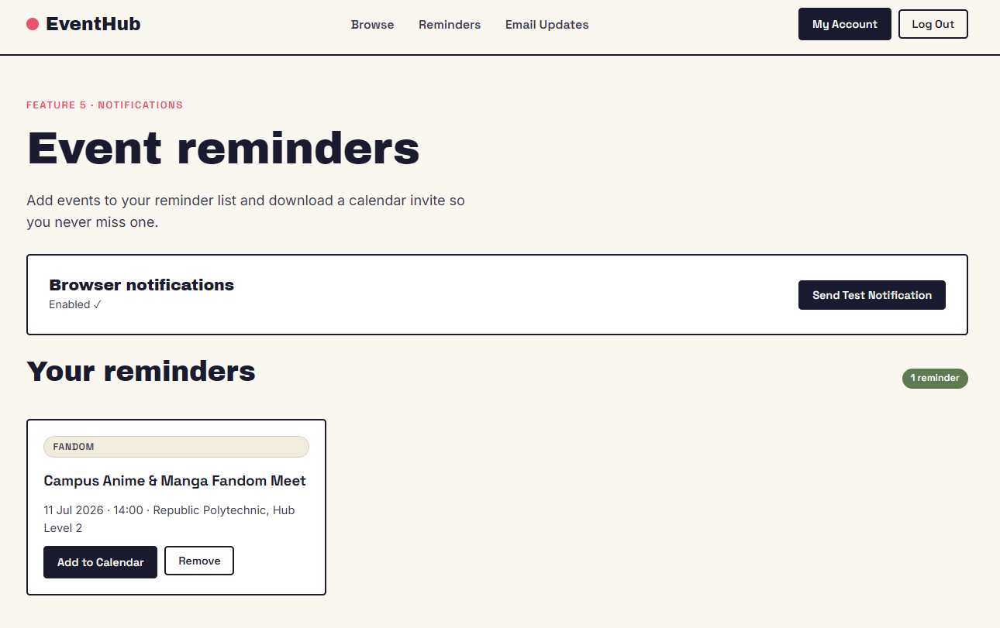 EventHub
Browse
Reminders
Email Updates
My Account
Log Out
FEATURE 5 · NOTIFICATIONS
Event reminders
Add events to your reminder list and download a calendar invite so
you never miss one.
Browser notifications
Enabled ✓
Send Test Notification
Your reminders
1 reminder
FANDOM
Campus Anime & Manga Fandom Meet
11 Jul 2026 · 14:00 · Republic Polytechnic, Hub
Level 2
Add to Calendar
Remove